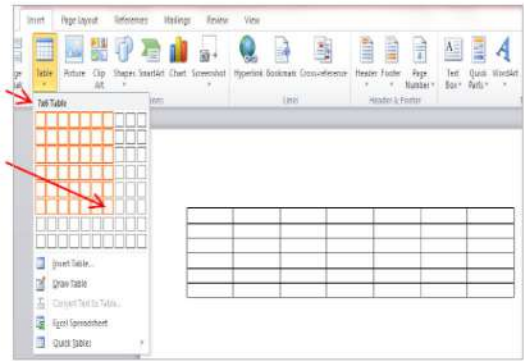 Insert Page Layout References Mailings Review View
Table Picture Clip Art Shapes SmartArt Chart Screenshot Hyperlink Bookmark Cross-reference Header Footer Page Number Text Box Quick Parts WordArt
Links Header & Footer
7x6 Table
Insert Table...
Draw Table
Convert Text to Table...
Excel Spreadsheet
Quick Tables